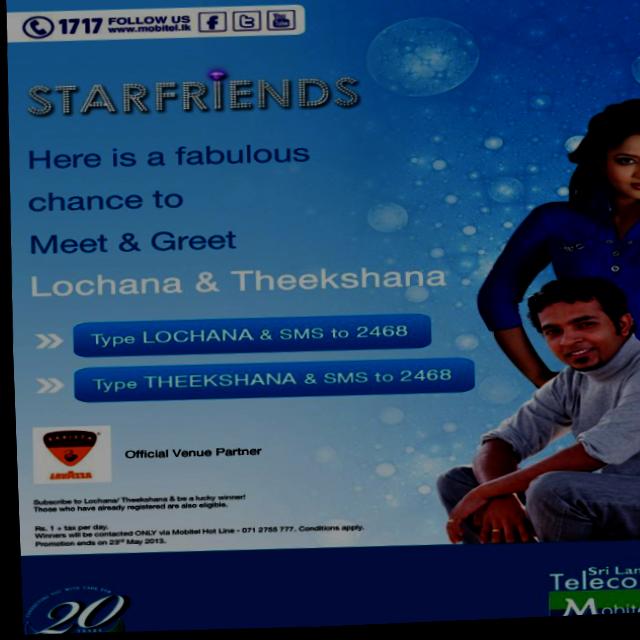 1717 FOLLOW US
www.mobitel.lk
STARFRIENDS
Here is a fabulous
chance to
Meet & Greet
Lochana & Theekshana
Type LOCHANA & SMS to 2468
Type THEEKSHANA & SMS to 2468
BARISTA
LAVAZZA
Official Venue Partner
Subscribe to Lochana/ Theekshana & be a lucky winner!
Those who have already registered are also eligible.
Rs. 1 + tax per day.
Winners will be contacted ONLY via Mobitel Hot Line - 071 2755 777. Conditions apply.
Promotion ends on 23rd May 2013.
20
YEARS
Sri Lan
Teleco
Mobite